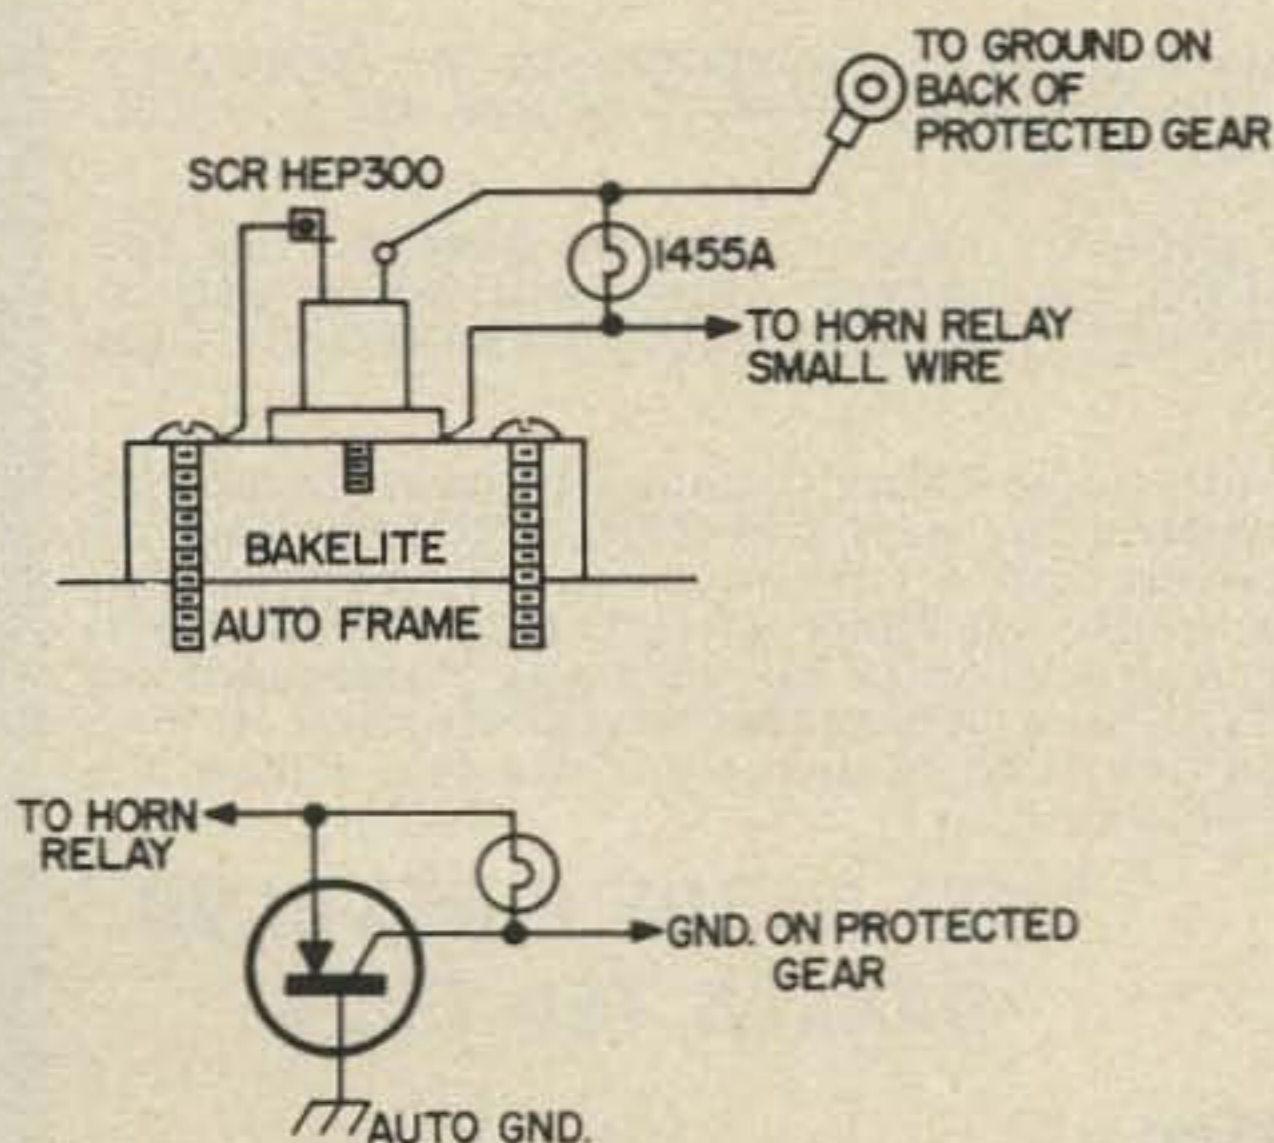 TO GROUND ON
BACK OF
PROTECTED GEAR
SCR HEP300
1455A
TO HORN RELAY
SMALL WIRE
BAKELITE
AUTO FRAME
TO HORN
RELAY
GND. ON PROTECTED
GEAR
AUTO GND.